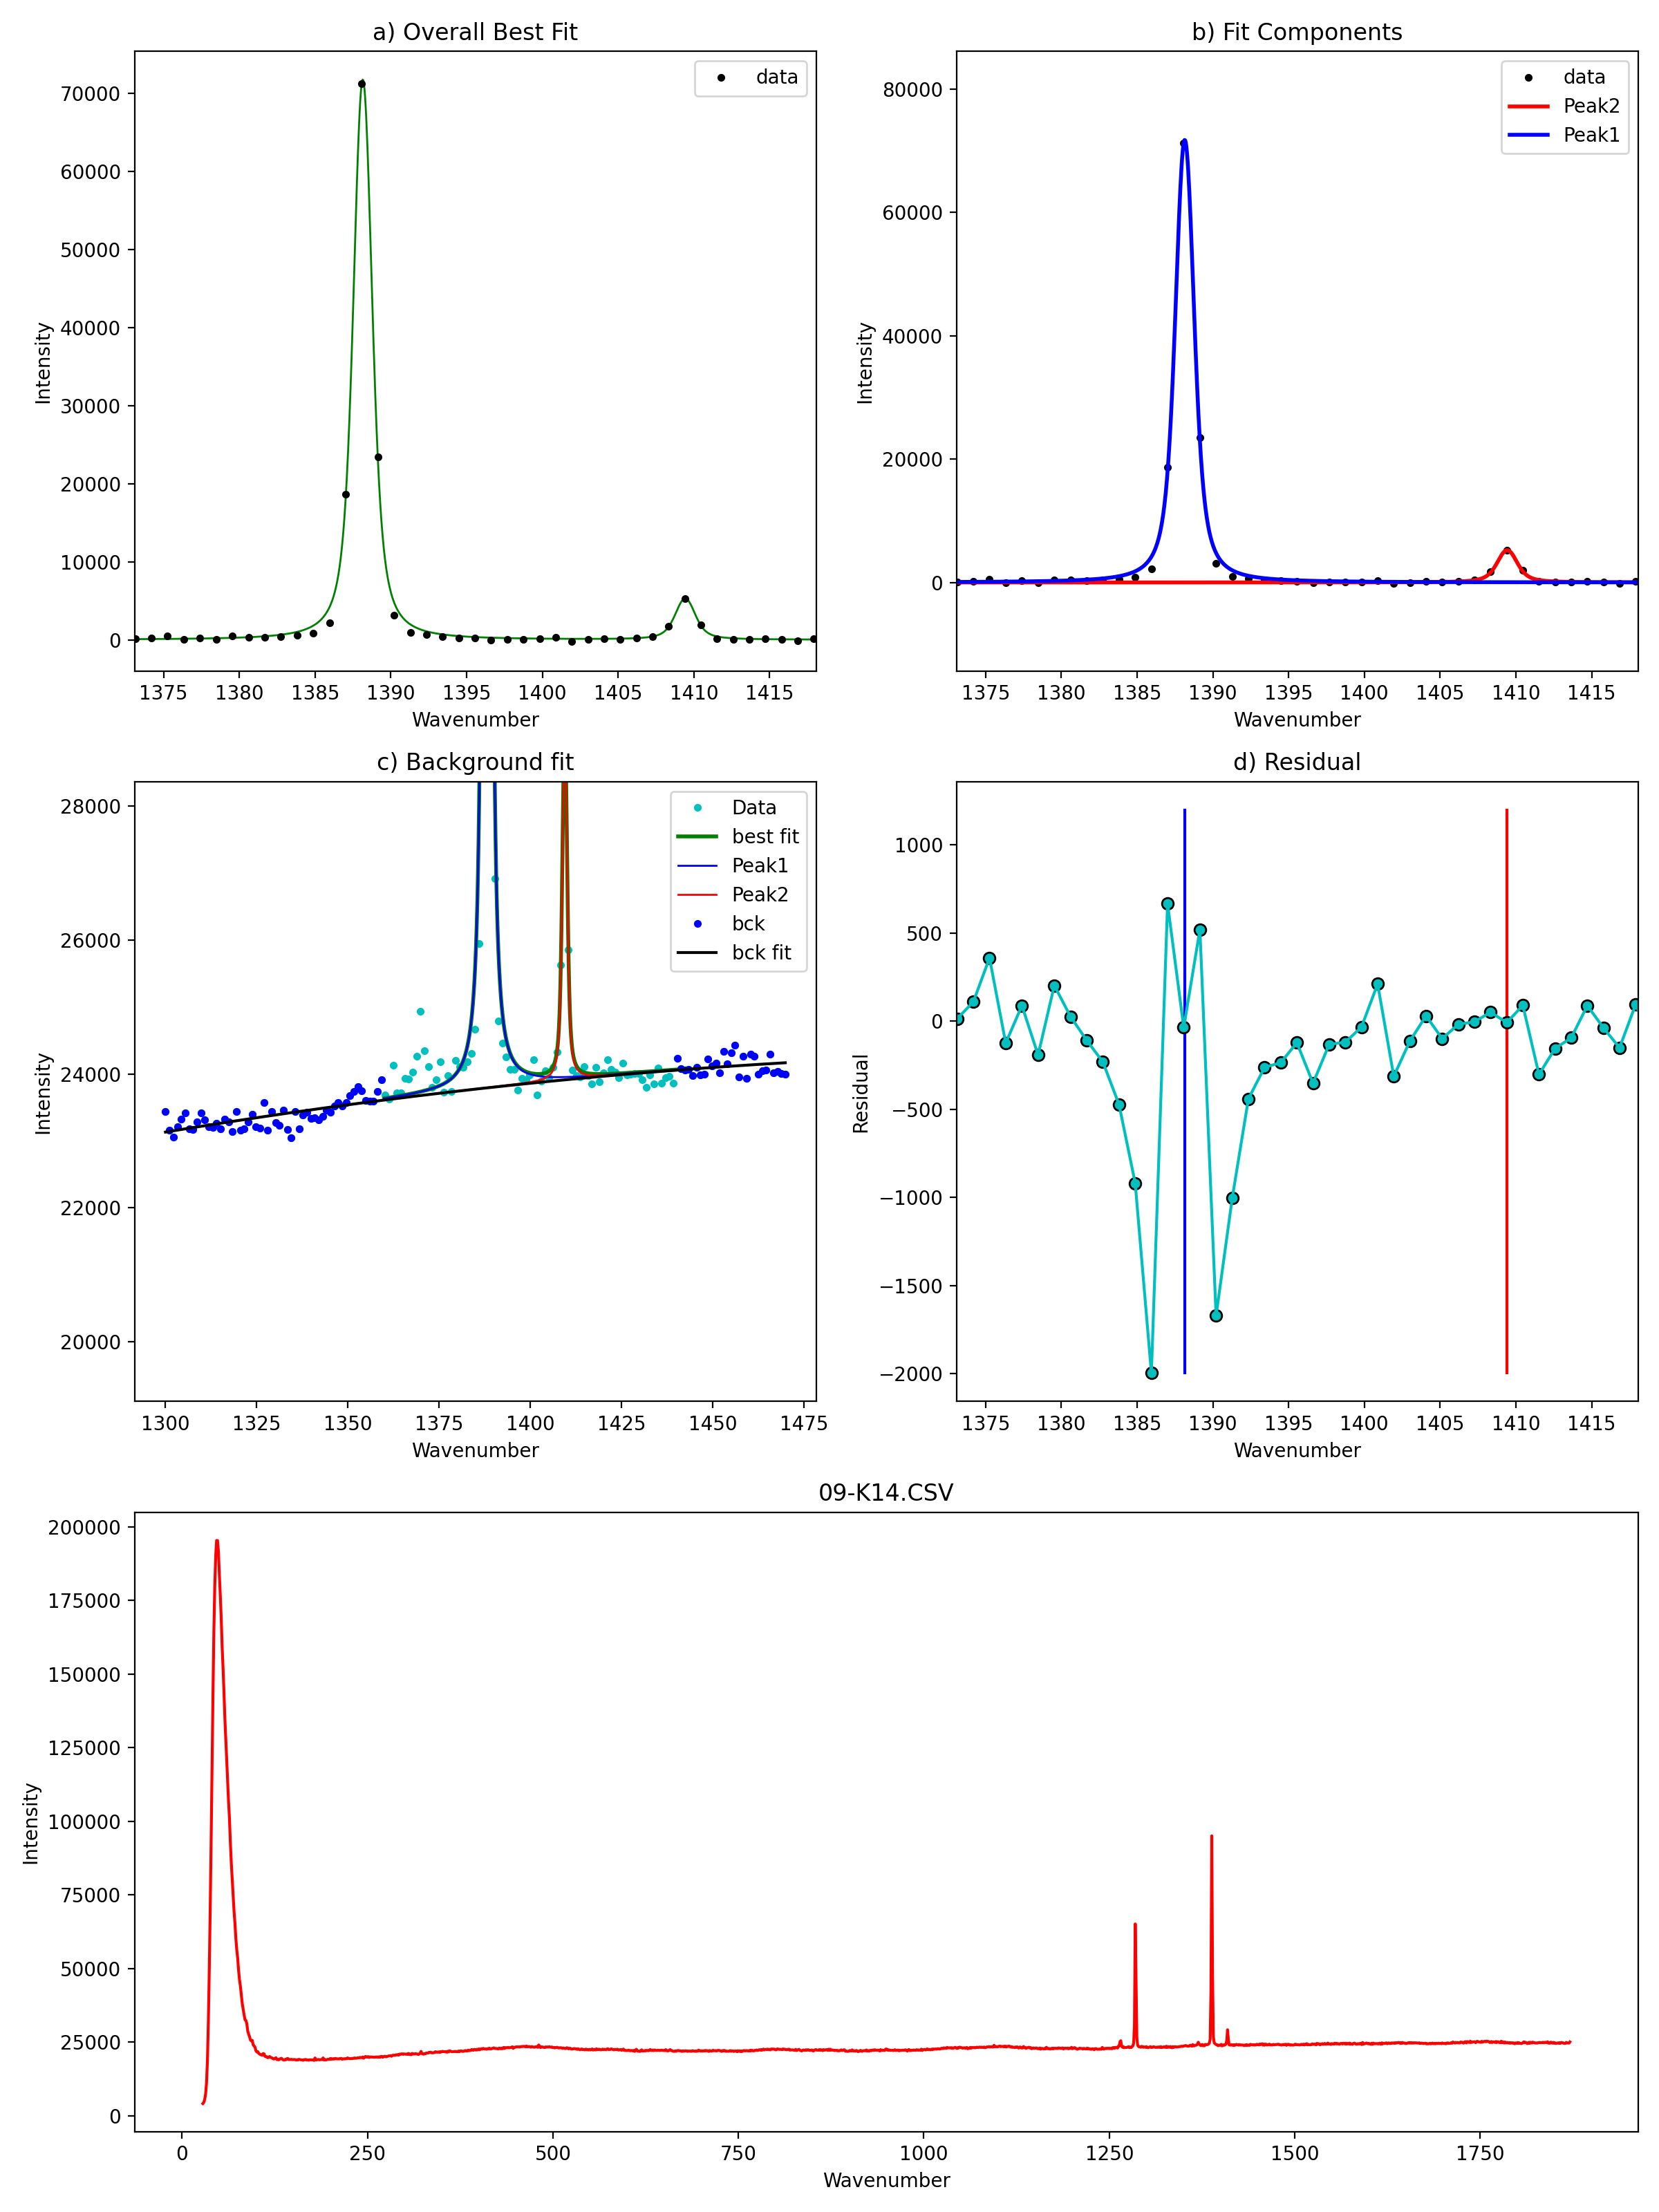 a) Overall Best Fit
data
70000
60000
50000
40000
30000
20000
10000
0
Intensity
1375 1380 1385 1390 1395 1400 1405 1410 1415
Wavenumber
b) Fit Components
data
Peak2
Peak1
80000
60000
40000
20000
0
Intensity
1375 1380 1385 1390 1395 1400 1405 1410 1415
Wavenumber
c) Background fit
Data
best fit
Peak1
Peak2
bck
bck fit
28000
26000
24000
22000
20000
Intensity
1300 1325 1350 1375 1400 1425 1450 1475
Wavenumber
d) Residual
1000
500
0
−500
−1000
−1500
−2000
Residual
1375 1380 1385 1390 1395 1400 1405 1410 1415
Wavenumber
09-K14.CSV
200000
175000
150000
125000
100000
75000
50000
25000
0
Intensity
0 250 500 750 1000 1250 1500 1750
Wavenumber